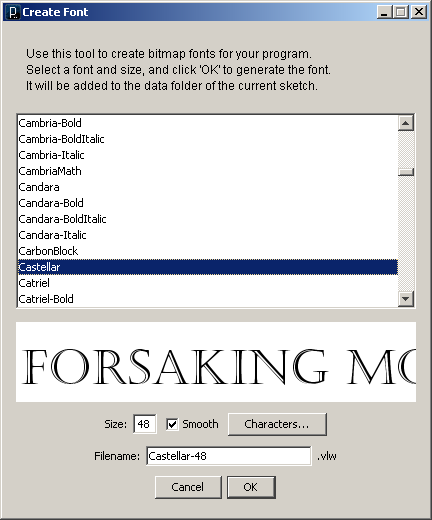 Create Font
Use this tool to create bitmap fonts for your program.
Select a font and size, and click 'OK' to generate the font.
It will be added to the data folder of the current sketch.
Cambria-Bold
Cambria-BoldItalic
Cambria-Italic
CambriaMath
Candara
Candara-Bold
Candara-BoldItalic
Candara-Italic
CarbonBlock
Castellar
Catriel
Catriel-Bold
FORSAKING MO
Size: 48 Smooth Characters...
Filename: Castellar-48 .vlw
Cancel OK